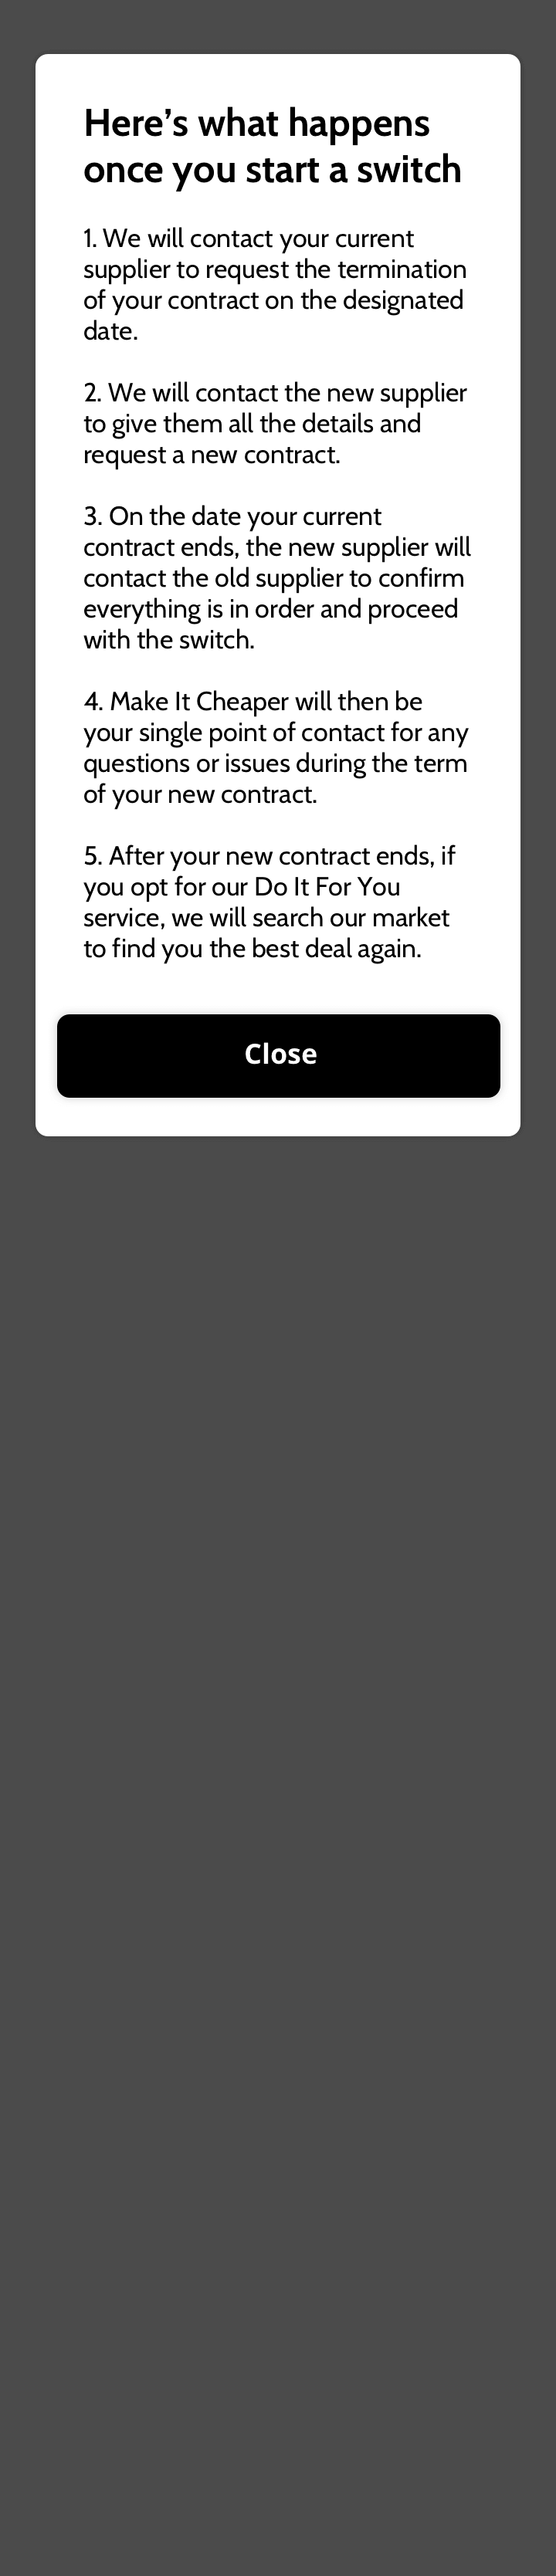 Here’s what happens
once you start a switch
1. We will contact your current
supplier to request the termination
of your contract on the designated
date.
2. We will contact the new supplier
to give them all the details and
request a new contract.
3. On the date your current
contract ends, the new supplier will
contact the old supplier to confirm
everything is in order and proceed
with the switch.
4. Make It Cheaper will then be
your single point of contact for any
questions or issues during the term
of your new contract.
5. After your new contract ends, if
you opt for our Do It For You
service, we will search our market
to find you the best deal again.
Close